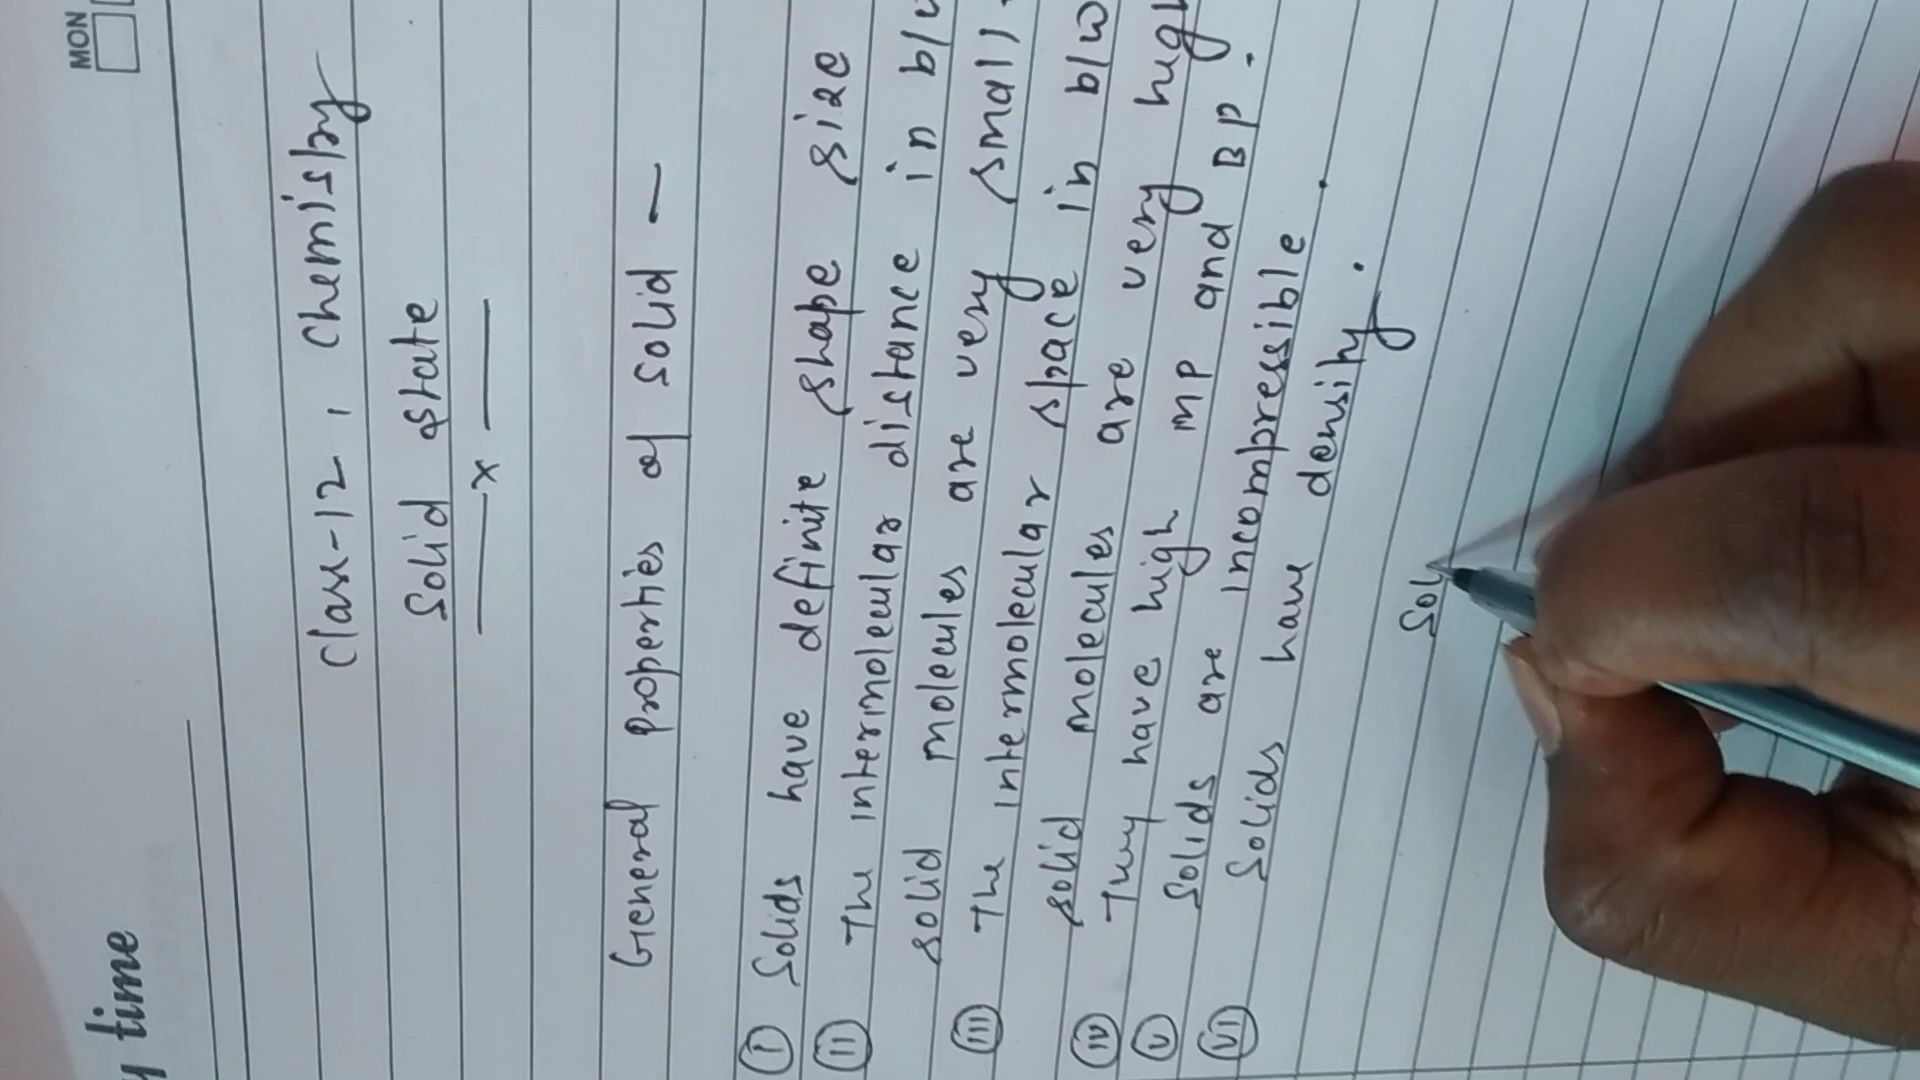 MON
y time
Class-12, Chemistry
Solid State
x
General properties of solid —
(i) Solids have definite shape size
(ii) The intermolecular distance in b/w
solid molecules are very small.
(iii) The intermolecular space in b/w
solid molecules are very high
(iv) They have high MP and BP.
(v) Solids are incompressible.
(vi) Solids have density.
Sol